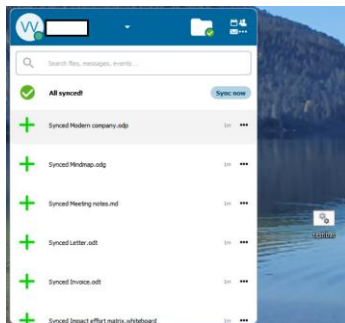 W
Search files, messages, events ...
All synced!
Sync now
Synced Modern company.odp
1m
Synced Mindmap.odg
1m
Synced Meeting notes.md
1m
Synced Letter.odt
1m
Synced Invoice.odt
1m
Synced Impact effort matrix.whiteboard